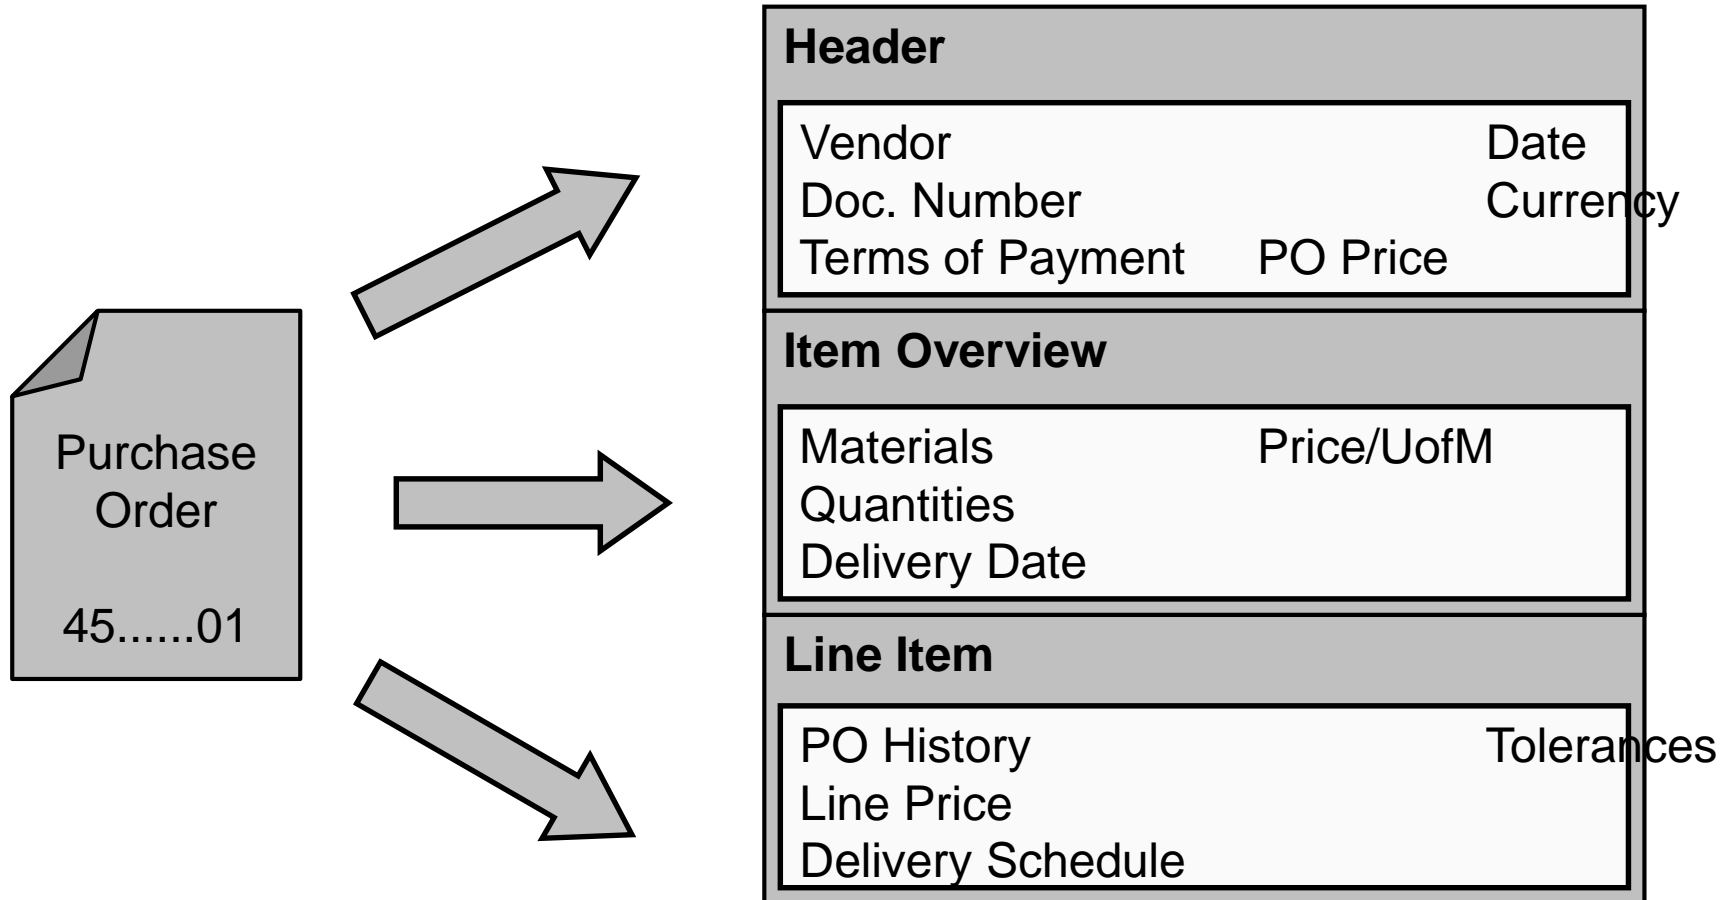 Purchase
Order
45......01
Header
Vendor Date
Doc. Number Currency
Terms of Payment PO Price
Item Overview
Materials Price/UofM
Quantities
Delivery Date
Line Item
PO History Tolerances
Line Price
Delivery Schedule